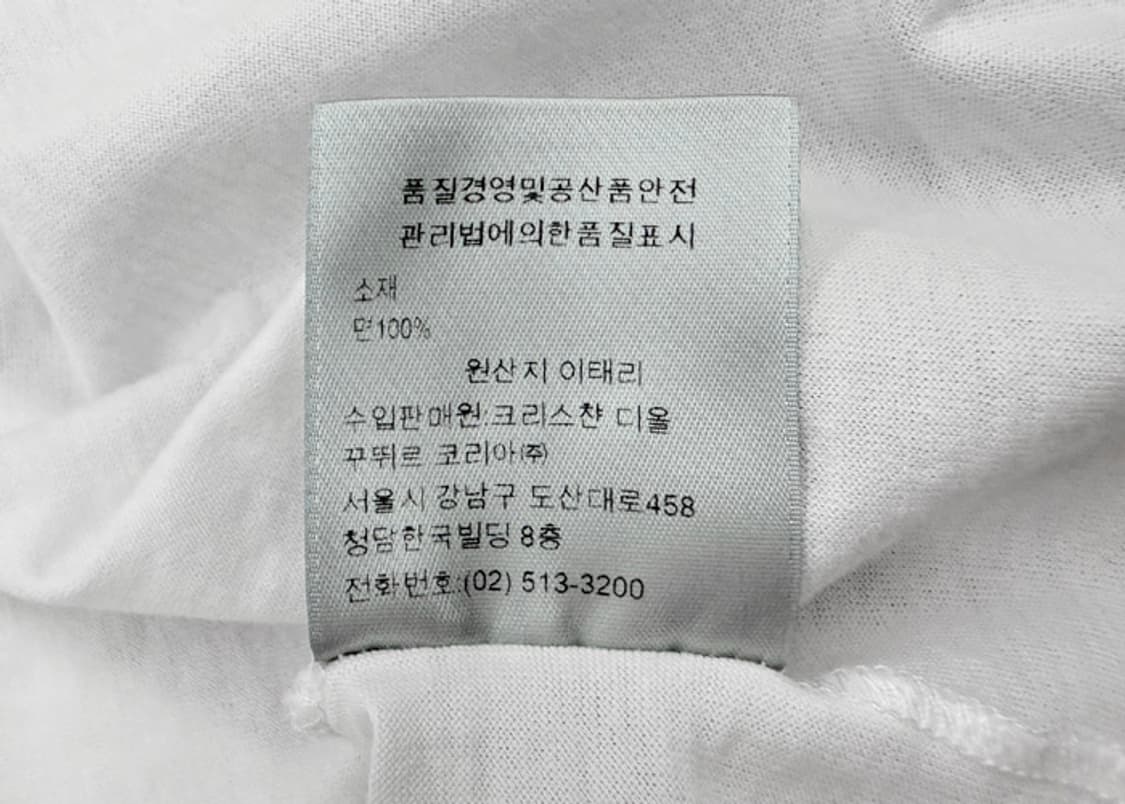 품질경영및공산품안전
관리법에의한품질표시
소재
면100%
원산지 이태리
수입판매원:크리스챤 디올
꾸뛰르 코리아㈜
서울시 강남구 도산대로458
청담한국빌딩 8층
전화번호:(02) 513-3200